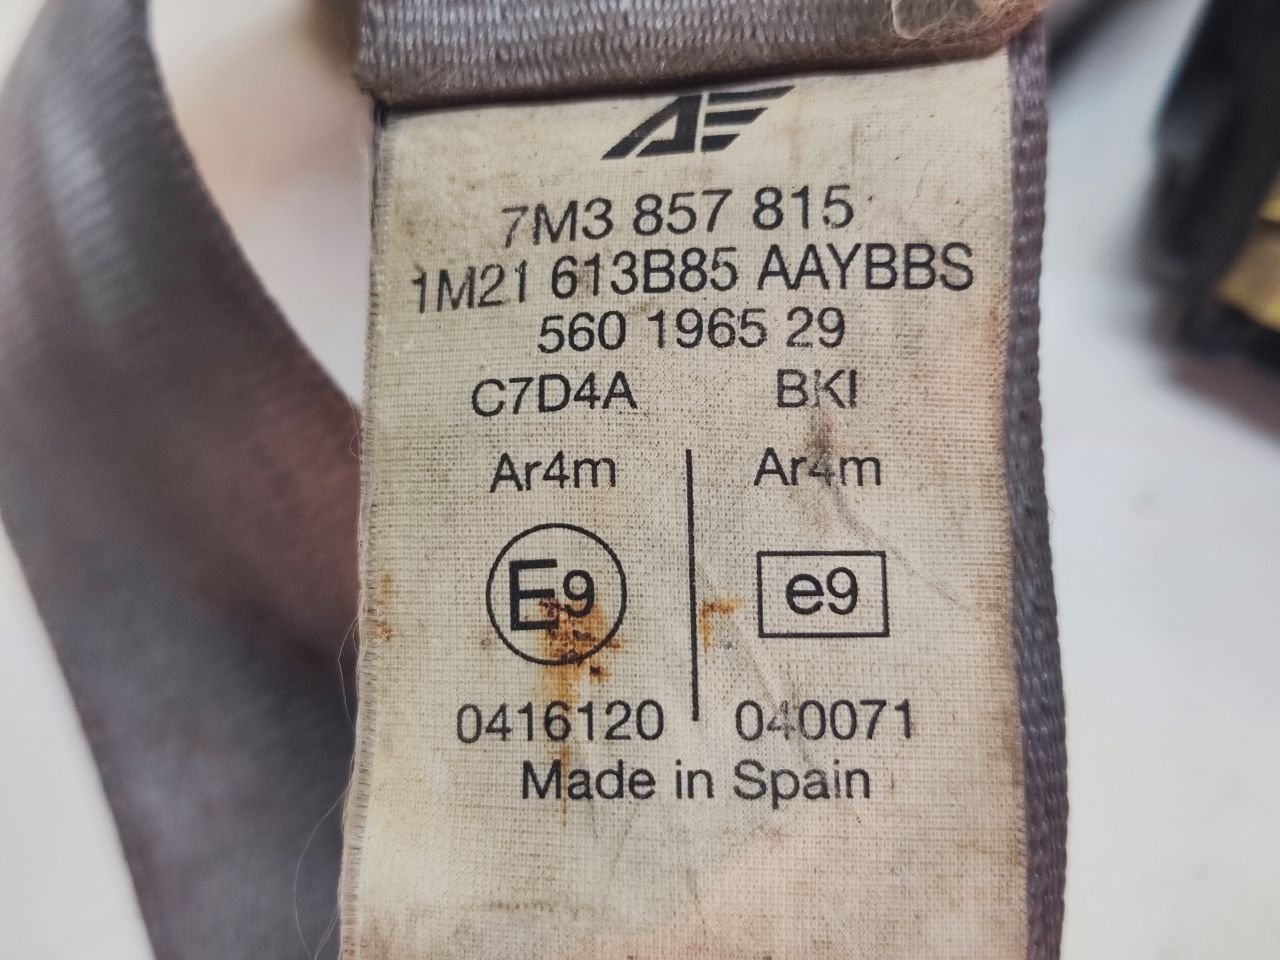 AE
7M3 857 815
1M21 613B85 AAYBBS
560 1965 29
C7D4A BKI
Ar4m Ar4m
E9 e9
0416120 040071
Made in Spain